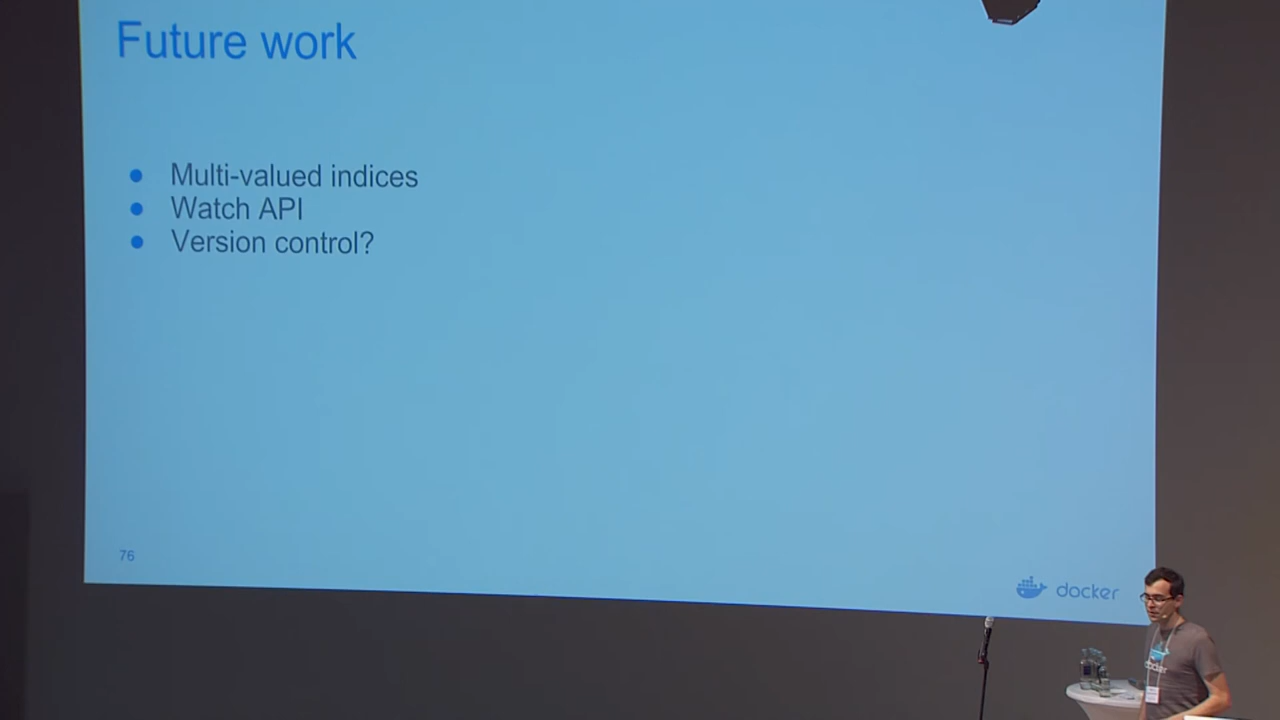 Future work
● Multi-valued indices
● Watch API
● Version control?
76
docker